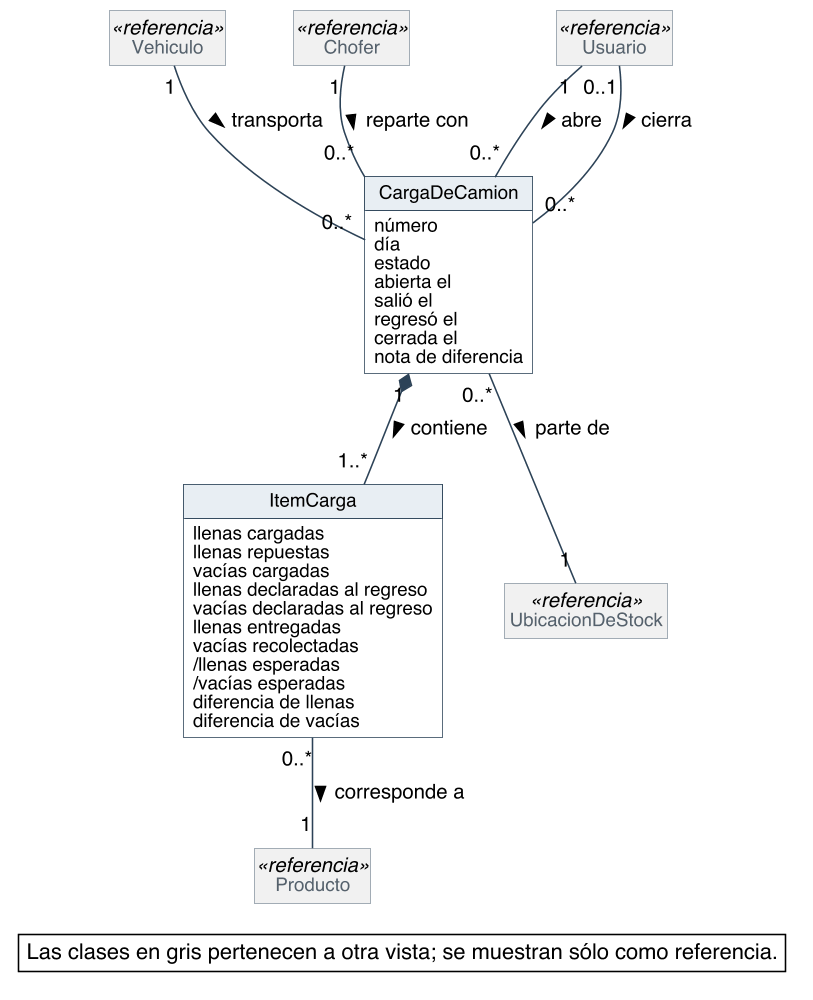 «referencia»
Vehiculo
«referencia»
Chofer
«referencia»
Usuario
1
1
1
0..1
transporta
reparte con
abre
cierra
0..*
0..*
0..*
0..*
CargaDeCamion
número
día
estado
abierta el
salió el
regresó el
cerrada el
nota de diferencia
1
0..*
contiene
parte de
1..*
ItemCarga
llenas cargadas
llenas repuestas
vacías cargadas
llenas declaradas al regreso
vacías declaradas al regreso
llenas entregadas
vacías recolectadas
/llenas esperadas
/vacías esperadas
diferencia de llenas
diferencia de vacías
1
«referencia»
UbicacionDeStock
0..*
corresponde a
1
«referencia»
Producto
Las clases en gris pertenecen a otra vista; se muestran sólo como referencia.